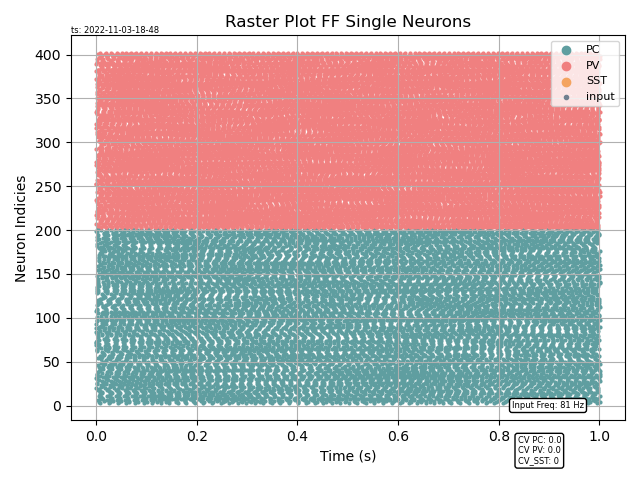 Raster Plot FF Single Neurons
ts: 2022-11-03-18-48
PC
PV
SST
input
400
350
300
250
200
150
100
50
0
Neuron Indicies
Input Freq: 81 Hz
0.0 0.2 0.4 0.6 0.8 1.0
Time (s)
CV PC: 0.0
CV PV: 0.0
CV_SST: 0